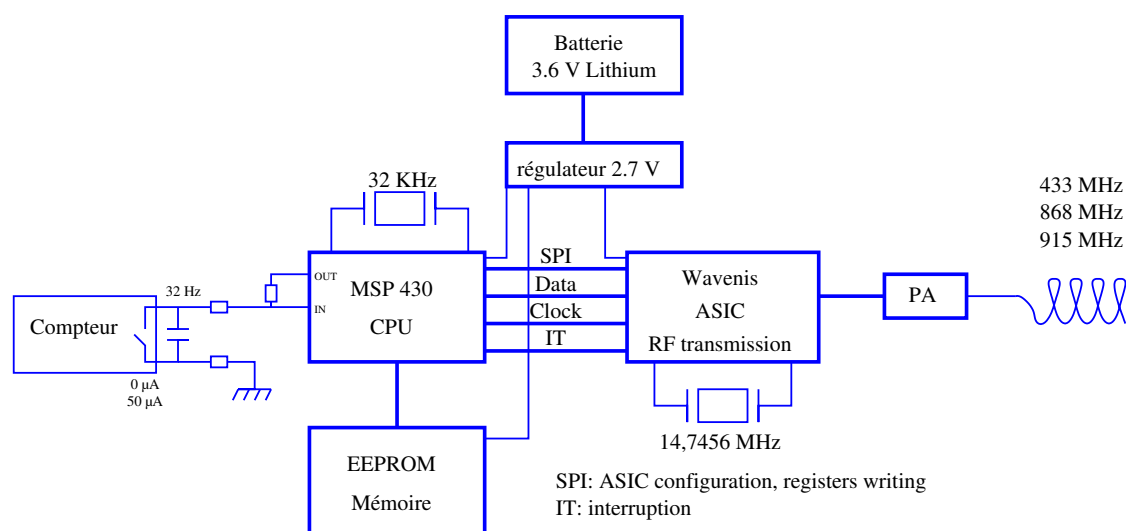 Batterie
3.6 V Lithium
régulateur 2.7 V
32 KHz
433 MHz
868 MHz
915 MHz
OUT
IN
MSP 430
CPU
SPI
Data
Clock
IT
Wavenis
ASIC
RF transmission
PA
32 Hz
Compteur
0 µA
50 µA
14,7456 MHz
EEPROM
Mémoire
SPI: ASIC configuration, registers writing
IT: interruption